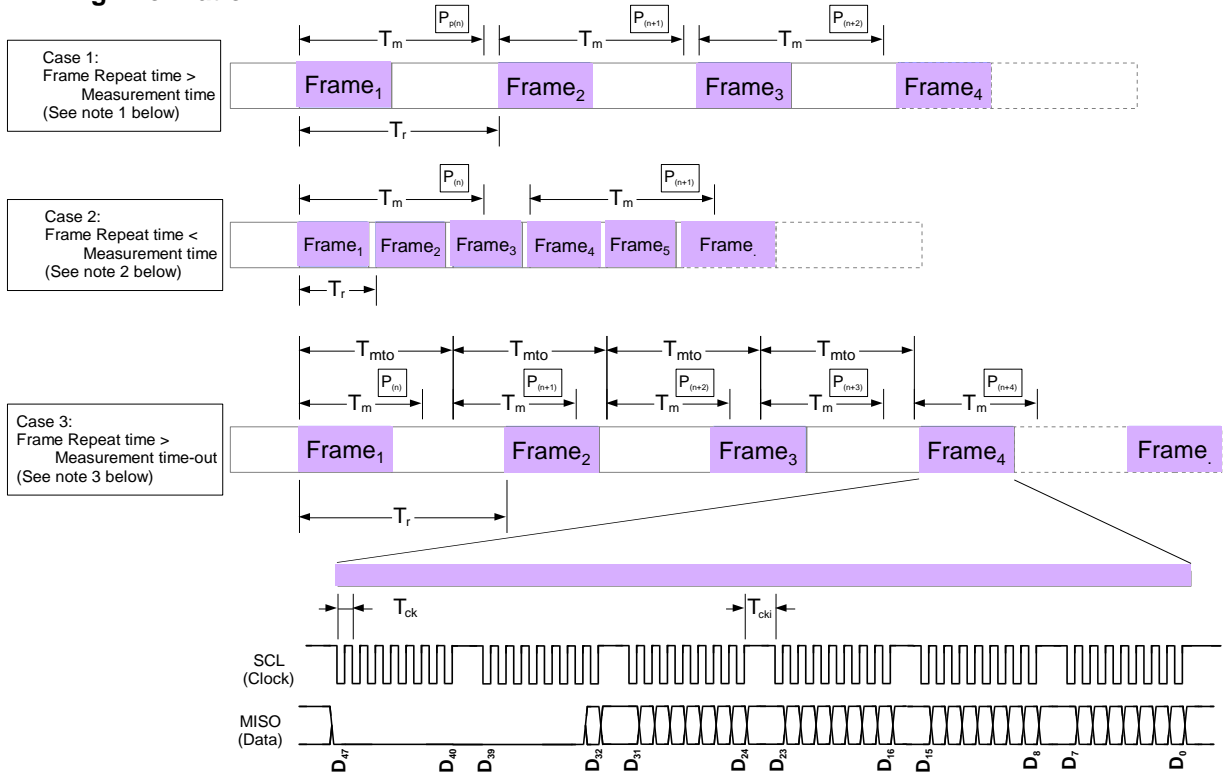 P(n) P(n+1) P(n+2)
Tm Tm Tm
Case 1:
Frame Repeat time >
Measurement time
(See note 1 below)
Frame1 Frame2 Frame3 Frame4
Tr
P(n) P(n+1)
Tm Tm
Case 2:
Frame Repeat time <
Measurement time
(See note 2 below)
Frame1 Frame2 Frame3 Frame4 Frame5 Frame.
Tr
Tmto Tmto Tmto Tmto
P(n) P(n+1) P(n+2) P(n+3) P(n+4)
Tm Tm Tm Tm Tm
Case 3:
Frame Repeat time >
Measurement time-out
(See note 3 below)
Frame1 Frame2 Frame3 Frame4 Frame.
Tr
Tck Tcki
SCL
(Clock)
MISO
(Data)
D47 D40 D39 D32 D31 D24 D23 D16 D15 D8 D7 D0